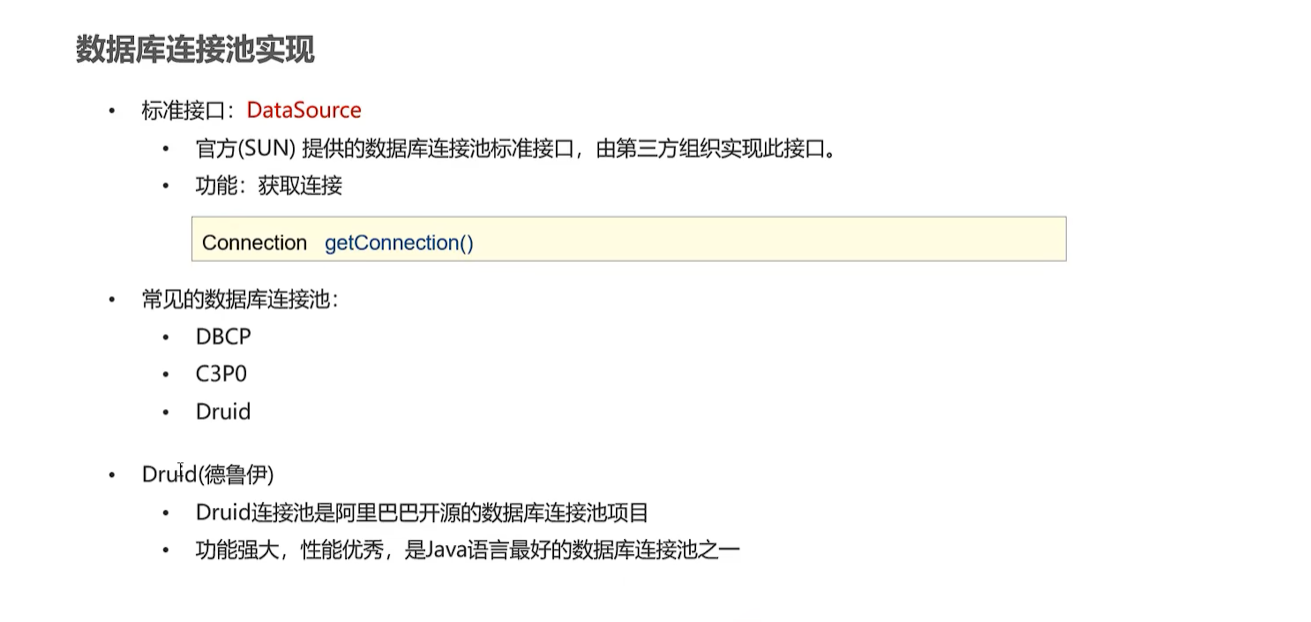 数据库连接池实现
• 标准接口：DataSource
• 官方(SUN) 提供的数据库连接池标准接口，由第三方组织实现此接口。
• 功能：获取连接
Connection getConnection()
• 常见的数据库连接池：
• DBCP
• C3P0
• Druid
• Druid(德鲁伊)
• Druid连接池是阿里巴巴开源的数据库连接池项目
• 功能强大，性能优秀，是Java语言最好的数据库连接池之一